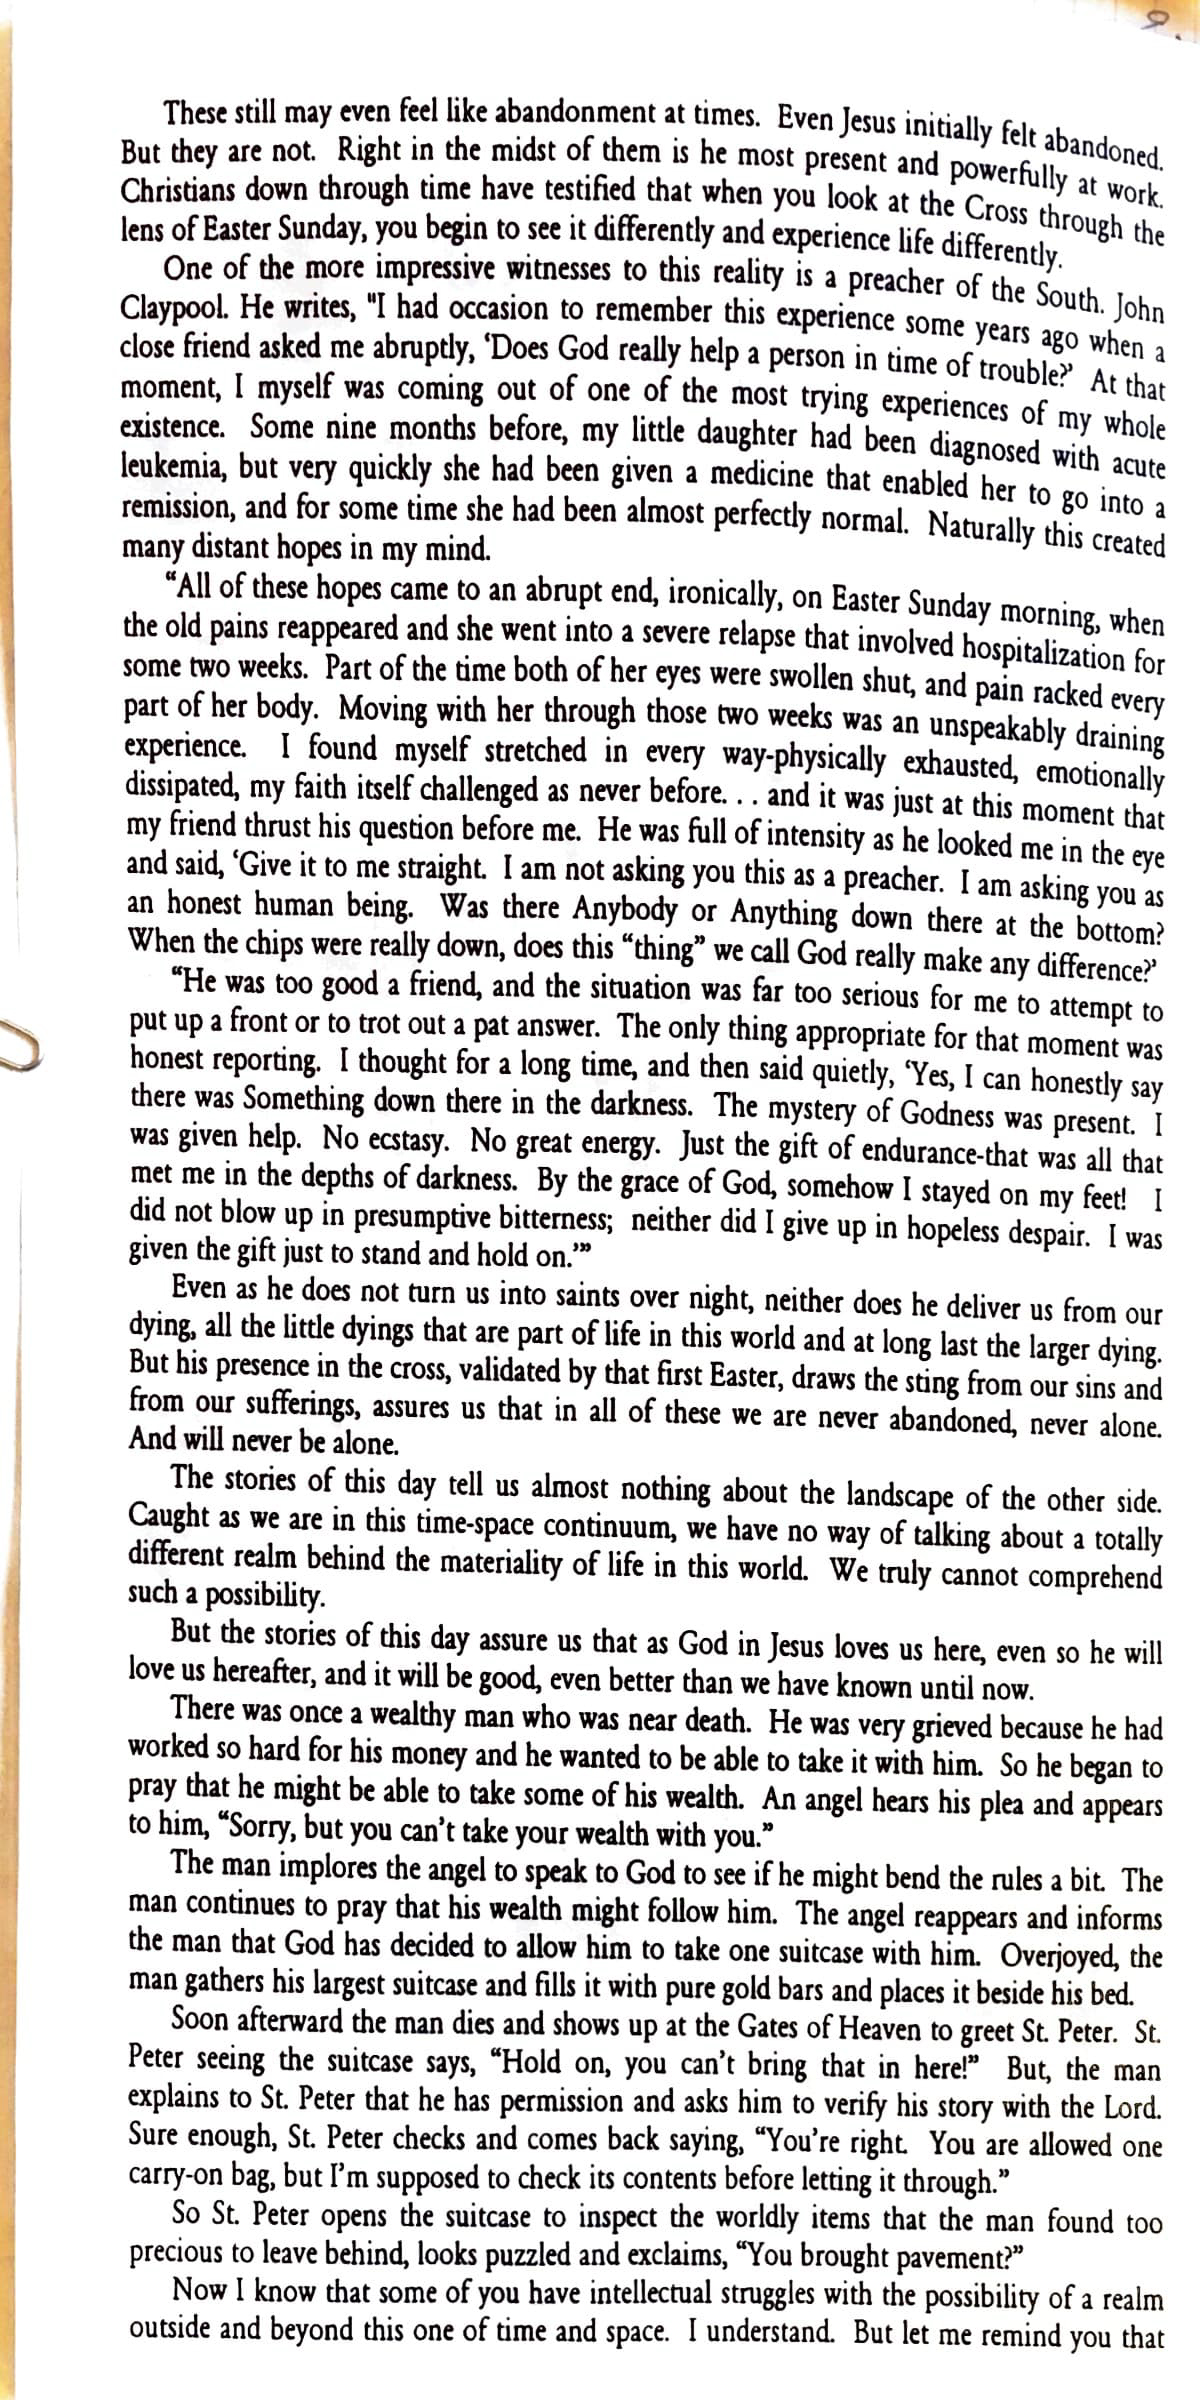 9.
These still may even feel like abandonment at times. Even Jesus initially felt abandoned.
But they are not. Right in the midst of them is he most present and powerfully at work.
Christians down through time have testified that when you look at the Cross through the
lens of Easter Sunday, you begin to see it differently and experience life differently.
One of the more impressive witnesses to this reality is a preacher of the South. John
Claypool. He writes, "I had occasion to remember this experience some years ago when a
close friend asked me abruptly, ‘Does God really help a person in time of trouble?’ At that
moment, I myself was coming out of one of the most trying experiences of my whole
existence. Some nine months before, my little daughter had been diagnosed with acute
leukemia, but very quickly she had been given a medicine that enabled her to go into a
remission, and for some time she had been almost perfectly normal. Naturally this created
many distant hopes in my mind.
“All of these hopes came to an abrupt end, ironically, on Easter Sunday morning, when
the old pains reappeared and she went into a severe relapse that involved hospitalization for
some two weeks. Part of the time both of her eyes were swollen shut, and pain racked every
part of her body. Moving with her through those two weeks was an unspeakably draining
experience. I found myself stretched in every way-physically exhausted, emotionally
dissipated, my faith itself challenged as never before. . . and it was just at this moment that
my friend thrust his question before me. He was full of intensity as he looked me in the eye
and said, ‘Give it to me straight. I am not asking you this as a preacher. I am asking you as
an honest human being. Was there Anybody or Anything down there at the bottom?
When the chips were really down, does this “thing” we call God really make any difference?’
“He was too good a friend, and the situation was far too serious for me to attempt to
put up a front or to trot out a pat answer. The only thing appropriate for that moment was
honest reporting. I thought for a long time, and then said quietly, ‘Yes, I can honestly say
there was Something down there in the darkness. The mystery of Godness was present. I
was given help. No ecstasy. No great energy. Just the gift of endurance-that was all that
met me in the depths of darkness. By the grace of God, somehow I stayed on my feet! I
did not blow up in presumptive bitterness; neither did I give up in hopeless despair. I was
given the gift just to stand and hold on.’”
Even as he does not turn us into saints over night, neither does he deliver us from our
dying, all the little dyings that are part of life in this world and at long last the larger dying.
But his presence in the cross, validated by that first Easter, draws the sting from our sins and
from our sufferings, assures us that in all of these we are never abandoned, never alone.
And will never be alone.
The stories of this day tell us almost nothing about the landscape of the other side.
Caught as we are in this time-space continuum, we have no way of talking about a totally
different realm behind the materiality of life in this world. We truly cannot comprehend
such a possibility.
But the stories of this day assure us that as God in Jesus loves us here, even so he will
love us hereafter, and it will be good, even better than we have known until now.
There was once a wealthy man who was near death. He was very grieved because he had
worked so hard for his money and he wanted to be able to take it with him. So he began to
pray that he might be able to take some of his wealth. An angel hears his plea and appears
to him, “Sorry, but you can’t take your wealth with you.”
The man implores the angel to speak to God to see if he might bend the rules a bit. The
man continues to pray that his wealth might follow him. The angel reappears and informs
the man that God has decided to allow him to take one suitcase with him. Overjoyed, the
man gathers his largest suitcase and fills it with pure gold bars and places it beside his bed.
Soon afterward the man dies and shows up at the Gates of Heaven to greet St. Peter. St.
Peter seeing the suitcase says, “Hold on, you can’t bring that in here!” But, the man
explains to St. Peter that he has permission and asks him to verify his story with the Lord.
Sure enough, St. Peter checks and comes back saying, “You’re right. You are allowed one
carry-on bag, but I’m supposed to check its contents before letting it through.”
So St. Peter opens the suitcase to inspect the worldly items that the man found too
precious to leave behind, looks puzzled and exclaims, “You brought pavement?”
Now I know that some of you have intellectual struggles with the possibility of a realm
outside and beyond this one of time and space. I understand. But let me remind you that